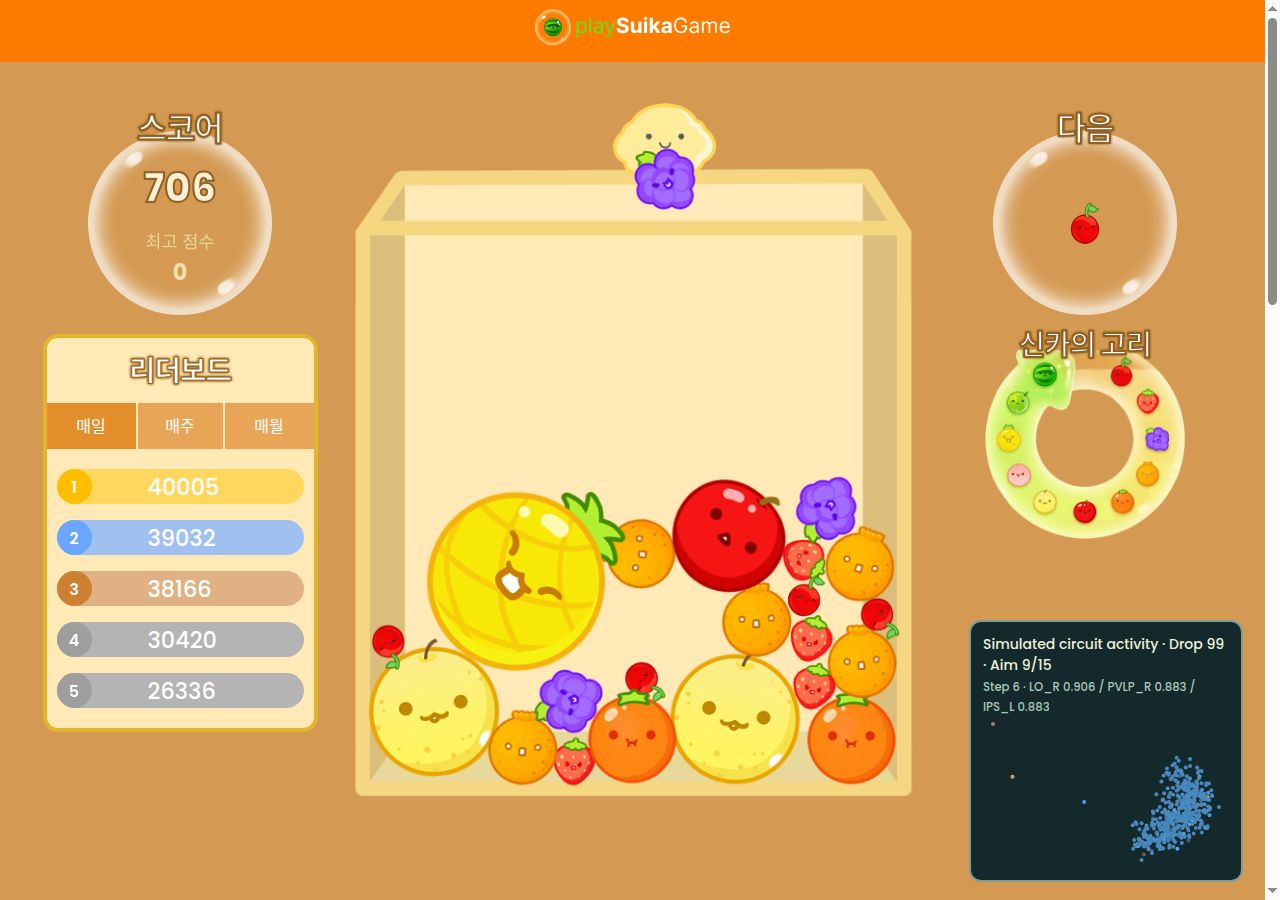 playSuikaGame
스코어
706
최고 점수
0
다음
신카의 고리
리더보드
매일 매주 매월
1 40005
2 39032
3 38166
4 30420
5 26336
Simulated circuit activity · Drop 99
· Aim 9/15
Step 6 · LO_R 0.906 / PVLP_R 0.883 /
IPS_L 0.883